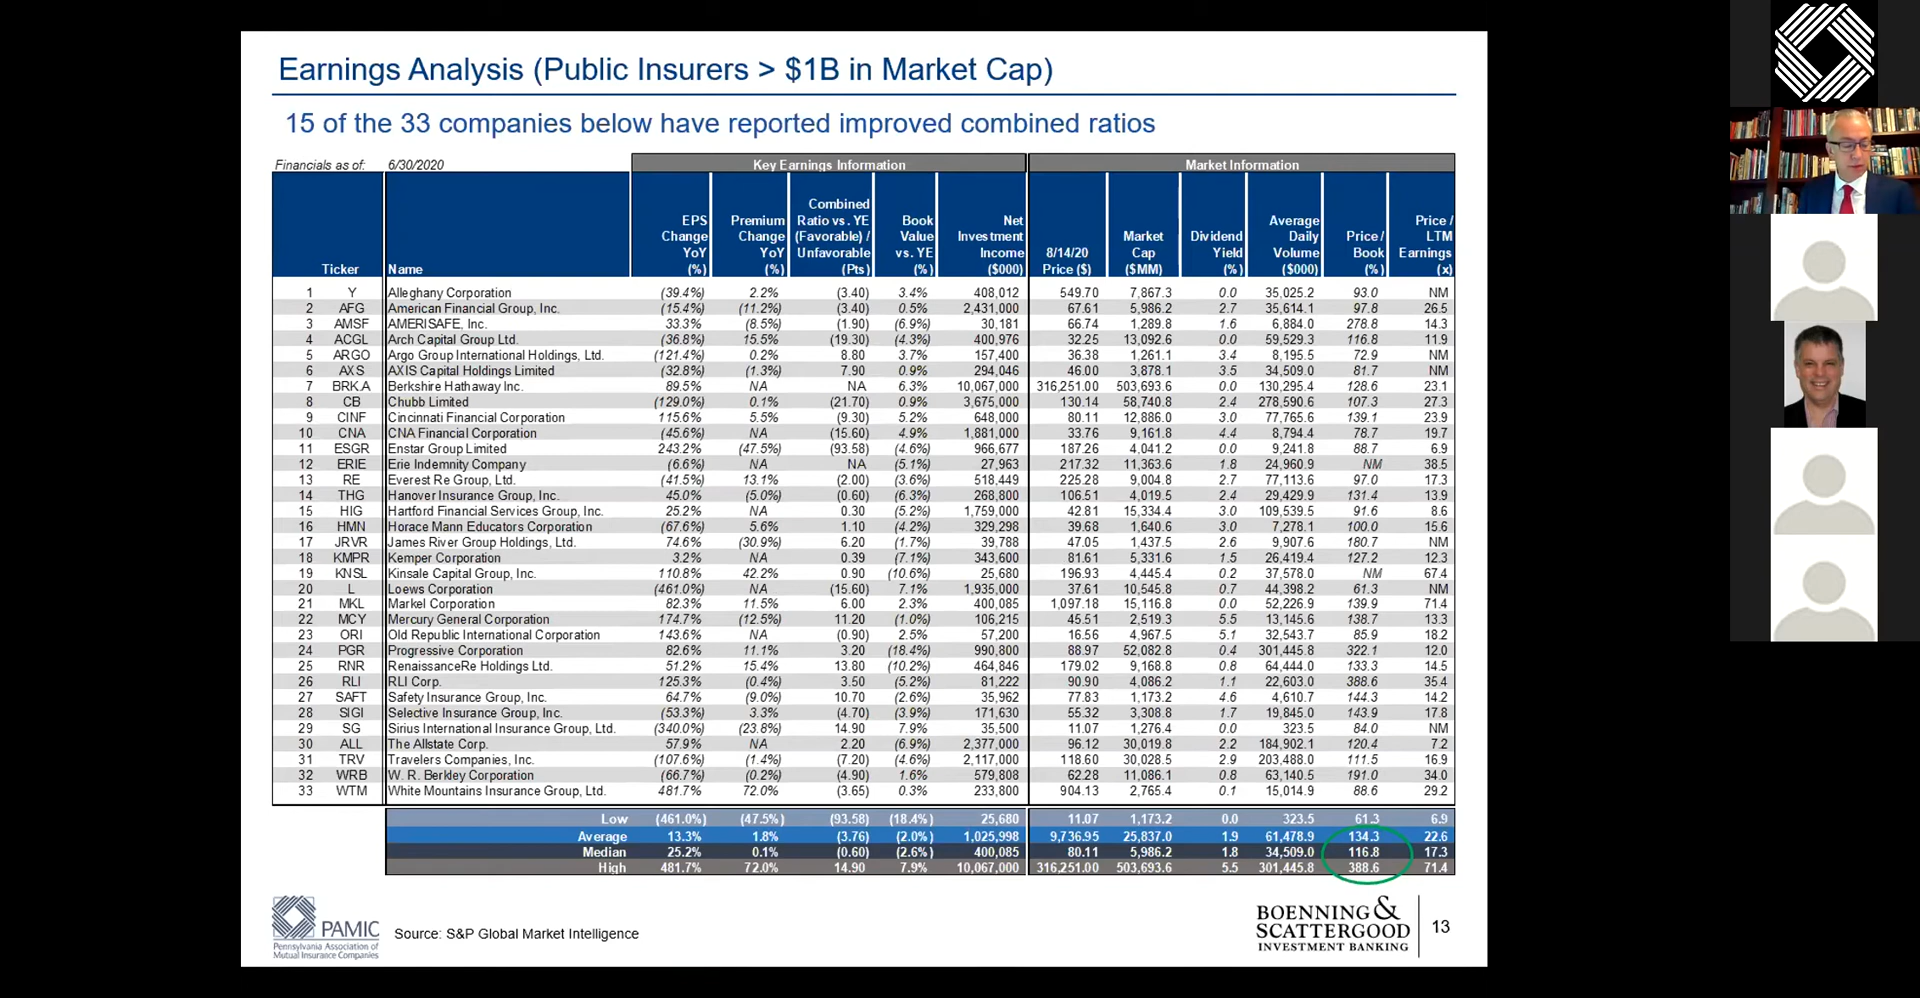 Earnings Analysis (Public Insurers > $1B in Market Cap)
15 of the 33 companies below have reported improved combined ratios
Financials as of: 6/30/2020 Key Earnings Information Market Information
Ticker Name EPS Change YoY (%) Premium Change YoY (%) Combined Ratio vs. YE (Favorable) / Unfavorable (Pts) Book Value vs. YE (%) Net Investment Income ($000) 8/14/20 Price ($) Market Cap ($MM) Dividend Yield (%) Average Daily Volume ($000) Price / Book (%) Price / LTM Earnings (x)
1 Y Alleghany Corporation (39.4%) 2.2% (3.40) 3.4% 408,012 549.70 7,867.3 0.0 35,025.2 93.0 NM
2 AFG American Financial Group, Inc. (15.4%) (11.2%) (3.40) 0.5% 2,431,000 67.61 5,986.2 2.7 35,614.1 97.8 26.5
3 AMSF AMERISAFE, Inc. 33.3% (8.5%) (1.90) (6.9%) 30,181 66.74 1,289.8 1.6 6,884.0 278.8 14.3
4 ACGL Arch Capital Group Ltd. (36.8%) 15.5% (19.30) (4.3%) 400,976 32.25 13,092.6 0.0 59,529.3 116.8 11.9
5 ARGO Argo Group International Holdings, Ltd. (121.4%) 0.2% 8.80 3.7% 157,400 36.38 1,261.1 3.4 8,195.5 72.9 NM
6 AXS AXIS Capital Holdings Limited (32.8%) (1.3%) 7.90 0.9% 294,046 46.00 3,878.1 3.5 34,509.0 81.7 NM
7 BRK.A Berkshire Hathaway Inc. 89.5% NA NA 6.3% 10,067,000 316,251.00 503,693.6 0.0 130,295.4 128.6 23.1
8 CB Chubb Limited (129.0%) 0.1% (21.70) 0.9% 3,675,000 130.14 58,740.8 2.4 278,590.6 107.3 27.3
9 CINF Cincinnati Financial Corporation 115.6% 5.5% (9.30) 5.2% 648,000 80.11 12,886.0 3.0 77,765.6 139.1 23.9
10 CNA CNA Financial Corporation (45.6%) NA (15.60) 4.9% 1,881,000 33.76 9,161.8 4.4 8,794.4 78.7 19.7
11 ESGR Enstar Group Limited 243.2% (47.5%) (93.58) (4.6%) 966,677 187.26 4,041.2 0.0 9,241.8 88.7 6.9
12 ERIE Erie Indemnity Company (6.6%) NA NA (5.1%) 27,963 217.32 11,363.6 1.8 24,960.9 NM 38.5
13 RE Everest Re Group, Ltd. (41.5%) 13.1% (2.00) (3.6%) 518,449 225.28 9,004.8 2.7 77,113.6 97.0 17.3
14 THG Hanover Insurance Group, Inc. 45.0% (5.0%) (0.60) (6.3%) 268,800 106.51 4,019.5 2.4 29,429.9 131.4 13.9
15 HIG Hartford Financial Services Group, Inc. 25.2% NA 0.30 (5.2%) 1,759,000 42.81 15,334.4 3.0 109,539.5 91.6 8.6
16 HMN Horace Mann Educators Corporation (67.6%) 5.6% 1.10 (4.2%) 329,298 39.68 1,640.6 3.0 7,278.1 100.0 15.6
17 JRVR James River Group Holdings, Ltd. 74.6% (30.9%) 6.20 (1.7%) 39,788 47.05 1,437.5 2.6 9,907.6 180.7 NM
18 KMPR Kemper Corporation 3.2% NA 0.39 (7.1%) 343,600 81.61 5,331.6 1.5 26,419.4 127.2 12.3
19 KNSL Kinsale Capital Group, Inc. 110.8% 42.2% 0.90 (10.6%) 25,680 196.93 4,445.4 0.2 37,578.0 NM 67.4
20 L Loews Corporation (461.0%) NA (15.60) 7.1% 1,935,000 37.61 10,545.8 0.7 44,398.2 61.3 NM
21 MKL Markel Corporation 82.3% 11.5% 6.00 2.3% 400,085 1,097.18 15,116.8 0.0 52,226.9 139.9 71.4
22 MCY Mercury General Corporation 174.7% (12.5%) 11.20 (1.0%) 106,215 45.51 2,519.3 5.5 13,145.6 138.7 13.3
23 ORI Old Republic International Corporation 143.6% NA (0.90) 2.5% 57,200 16.56 4,967.5 5.1 32,543.7 85.9 18.2
24 PGR Progressive Corporation 82.6% 11.1% 3.20 (18.4%) 990,800 88.97 52,082.8 0.4 301,445.8 322.1 12.0
25 RNR RenaissanceRe Holdings Ltd. 51.2% 15.4% 13.80 (10.2%) 464,846 179.02 9,168.8 0.8 64,444.0 133.3 14.5
26 RLI RLI Corp. 125.3% (0.4%) 3.50 (5.2%) 81,222 90.90 4,086.2 1.1 22,603.0 388.6 35.4
27 SAFT Safety Insurance Group, Inc. 64.7% (9.0%) 10.70 (2.6%) 35,962 77.83 1,173.2 4.6 4,610.7 144.3 14.2
28 SIGI Selective Insurance Group, Inc. (53.3%) 3.3% (4.70) (3.9%) 171,630 55.32 3,308.8 1.7 19,845.0 143.9 17.8
29 SG Sirius International Insurance Group, Ltd. (340.0%) (23.8%) 14.90 7.9% 35,500 11.07 1,276.4 0.0 323.5 84.0 NM
30 ALL The Allstate Corp. 57.9% NA 2.20 (6.9%) 2,377,000 96.12 30,019.8 2.2 184,902.1 120.4 7.2
31 TRV Travelers Companies, Inc. (107.6%) (1.4%) (7.20) (4.6%) 2,117,000 118.60 30,028.5 2.9 203,488.0 111.5 16.9
32 WRB W. R. Berkley Corporation (66.7%) (0.2%) (4.90) 1.6% 579,808 62.28 11,086.1 0.8 63,140.5 191.0 34.0
33 WTM White Mountains Insurance Group, Ltd. 481.7% 72.0% (3.65) 0.3% 233,800 904.13 2,765.4 0.1 15,014.9 88.6 29.2
Low (461.0%) (47.5%) (93.58) (18.4%) 25,680 11.07 1,173.2 0.0 323.5 61.3 6.9
Average 13.3% 1.8% (3.76) (2.0%) 1,025,998 9,736.95 25,837.0 1.9 61,478.9 134.3 22.6
Median 25.2% 0.1% (0.60) (2.6%) 400,085 80.11 5,986.2 1.8 34,509.0 116.8 17.3
High 481.7% 72.0% 14.90 7.9% 10,067,000 316,251.00 503,693.6 5.5 301,445.8 388.6 71.4
PAMIC
Pennsylvania Association of
Mutual Insurance Companies
Source: S&P Global Market Intelligence
BOENNING &
SCATTERGOOD
INVESTMENT BANKING
13